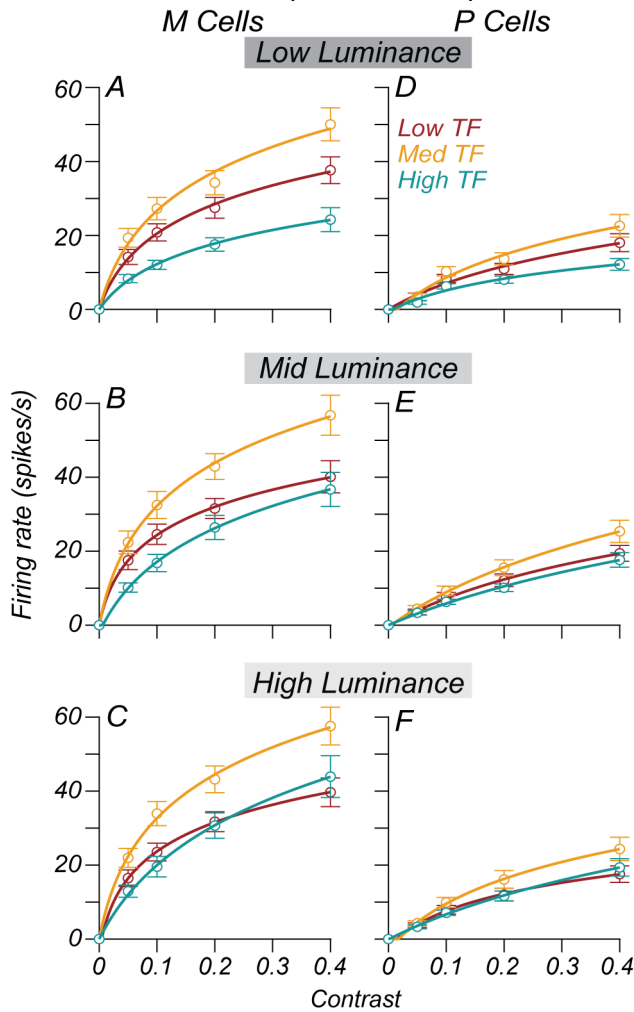 M Cells P Cells
Low Luminance
A D
60
40
20
0
Low TF
Med TF
High TF
Mid Luminance
B E
60
40
20
0
Firing rate (spikes/s)
High Luminance
C F
60
40
20
0
0 0.1 0.2 0.3 0.4 0 0.1 0.2 0.3 0.4
Contrast